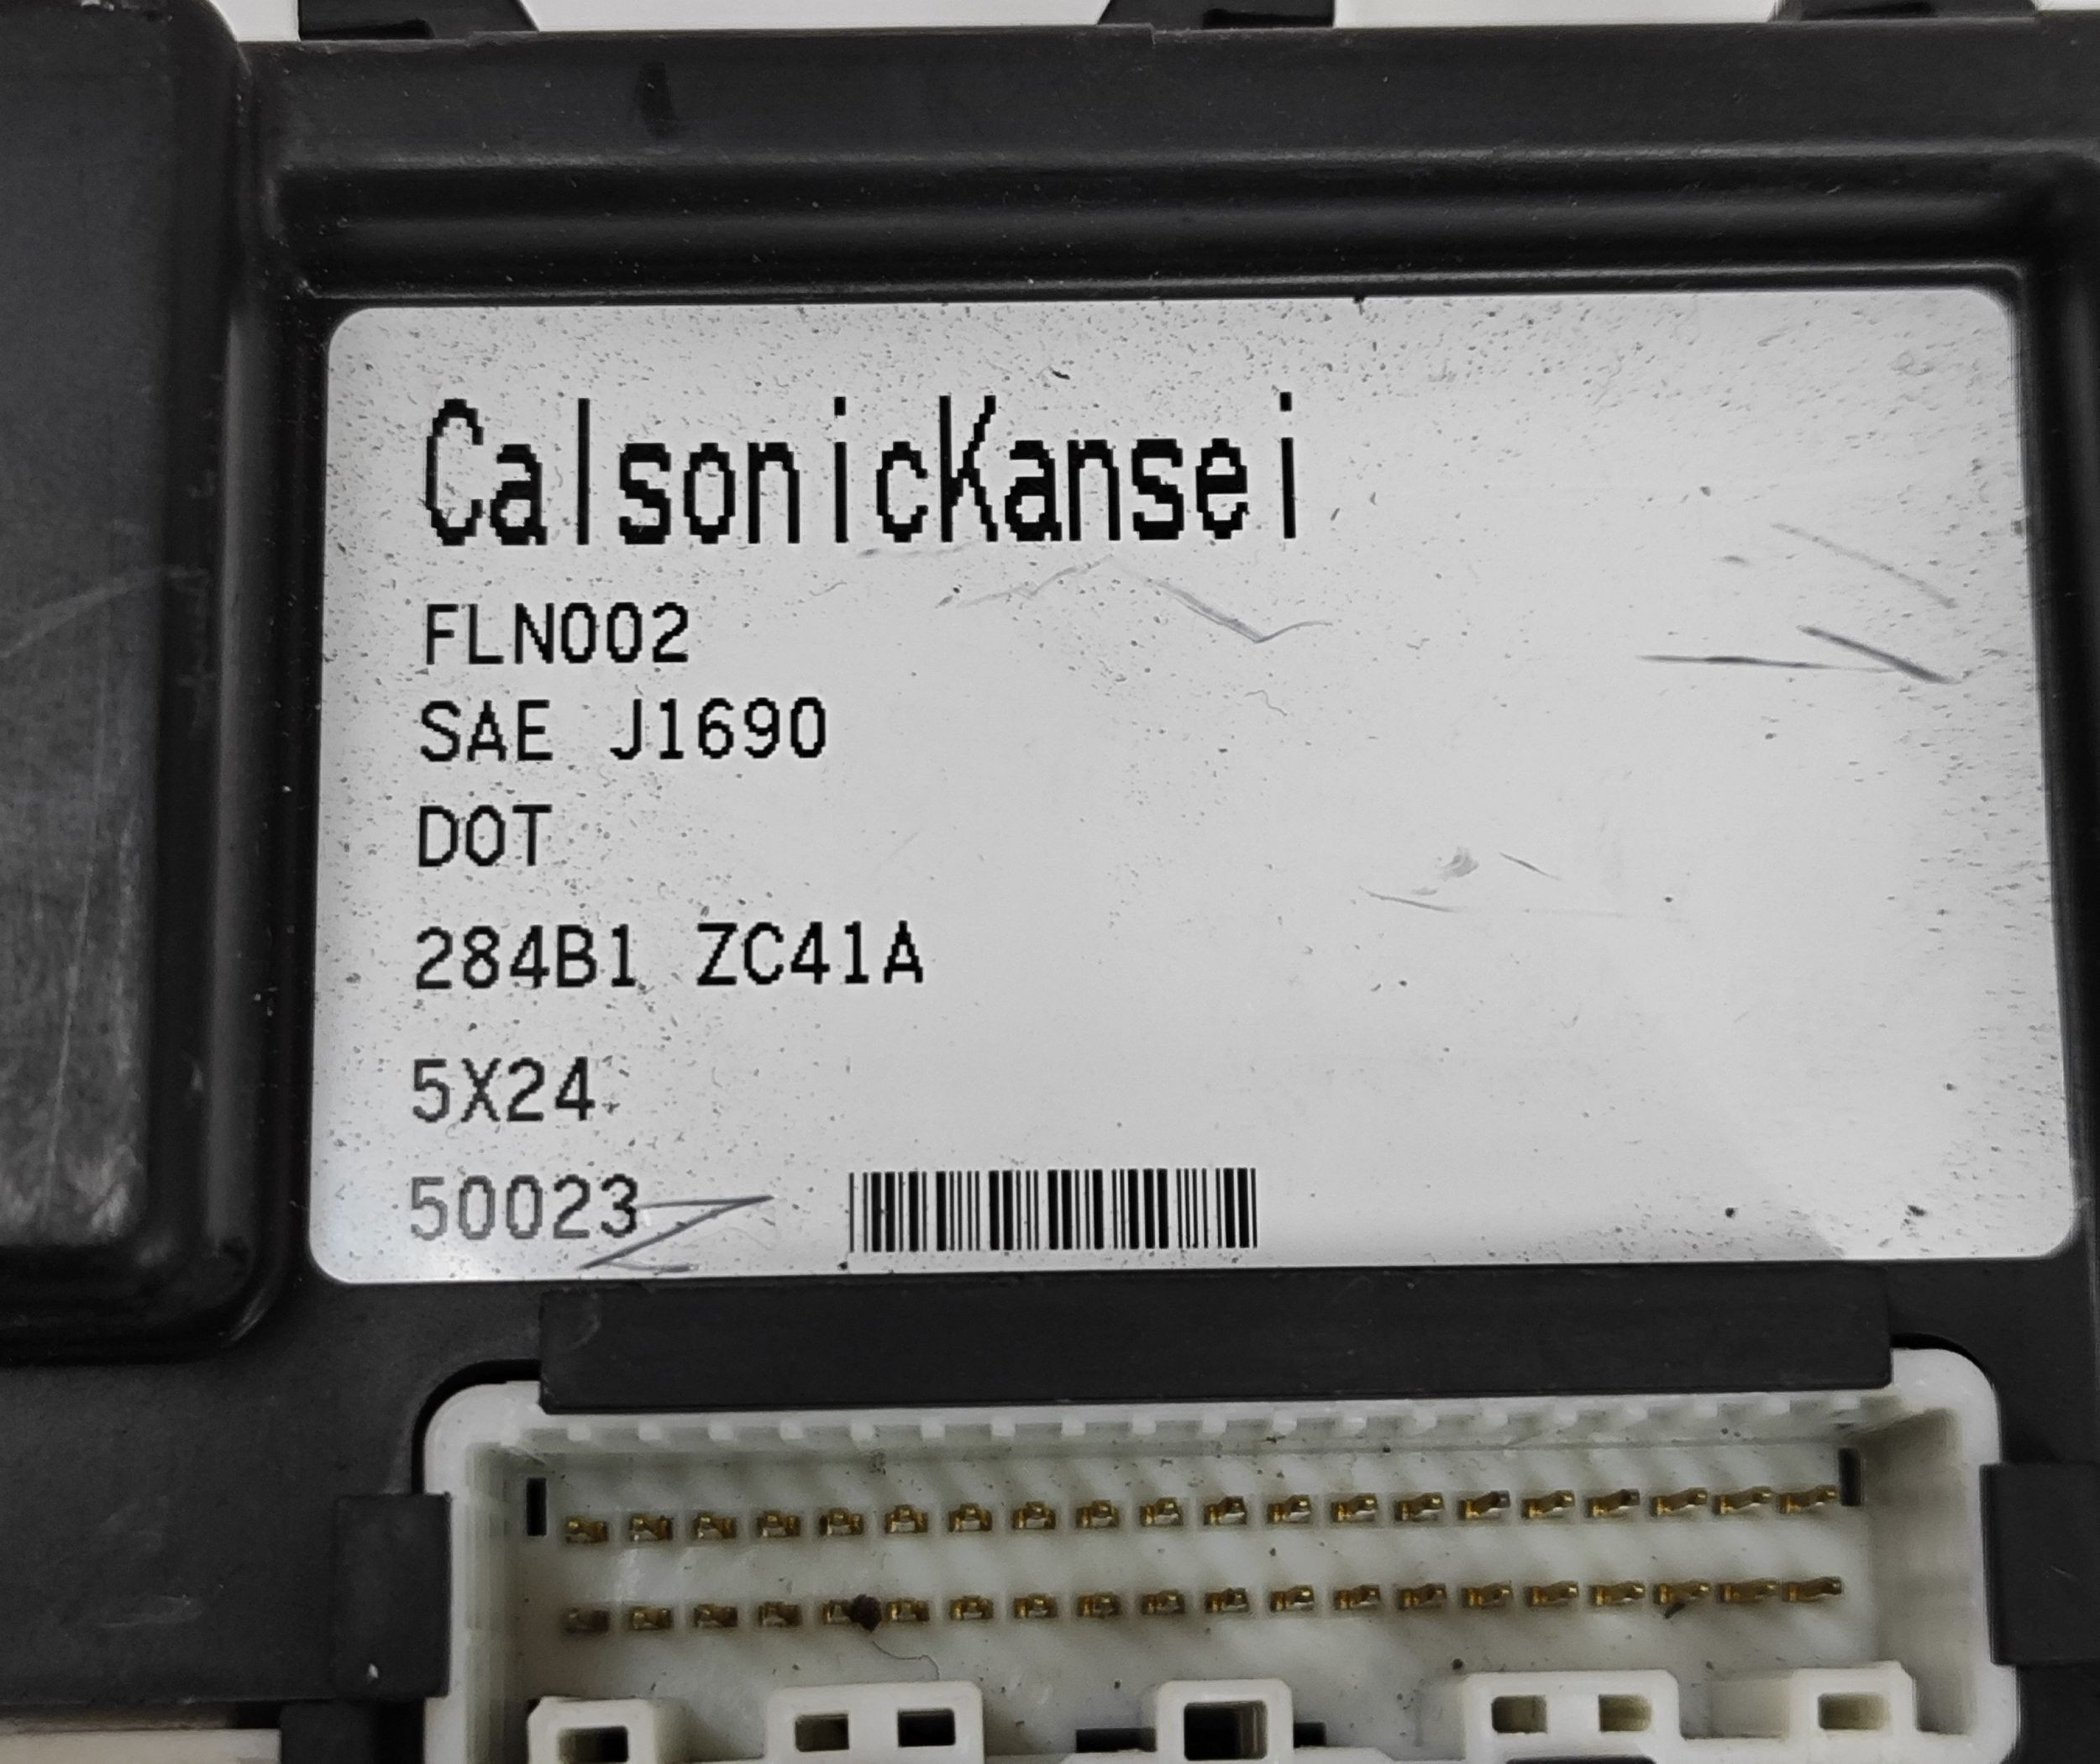 CalsonicKansei
FLN002
SAE J1690
DOT
284B1 ZC41A
5X24
50023